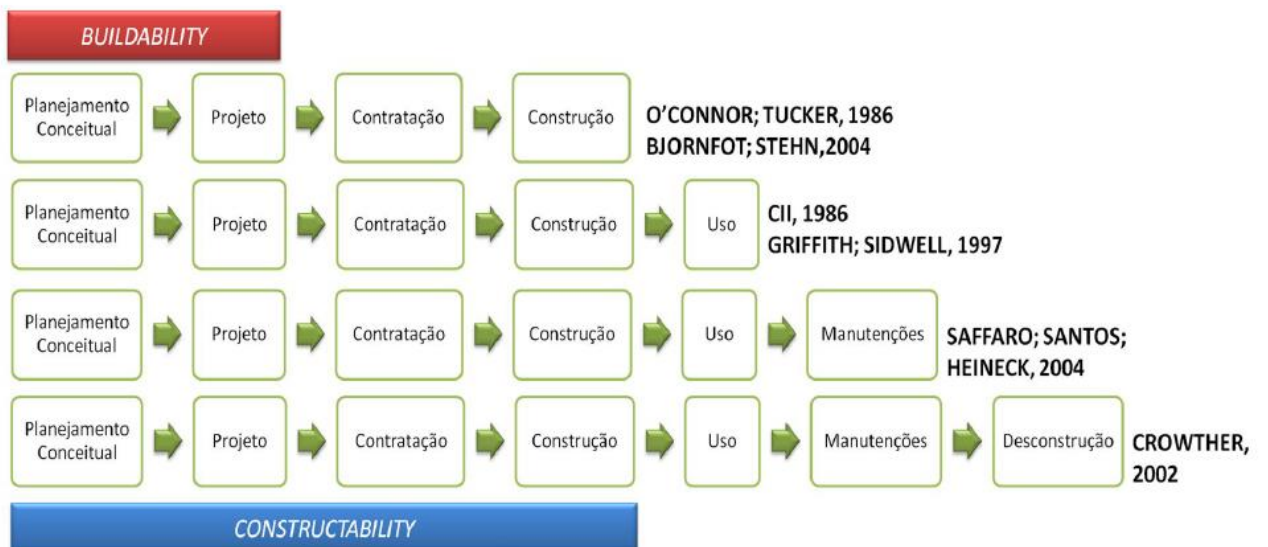 BUILDABILITY
Planejamento
Conceitual
Projeto
Contratação
Construção
O’CONNOR; TUCKER, 1986
BJORNFOT; STEHN,2004
Planejamento
Conceitual
Projeto
Contratação
Construção
Uso
CII, 1986
GRIFFITH; SIDWELL, 1997
Planejamento
Conceitual
Projeto
Contratação
Construção
Uso
Manutenções
SAFFARO; SANTOS;
HEINECK, 2004
Planejamento
Conceitual
Projeto
Contratação
Construção
Uso
Manutenções
Desconstrução
CROWTHER,
2002
CONSTRUCTABILITY